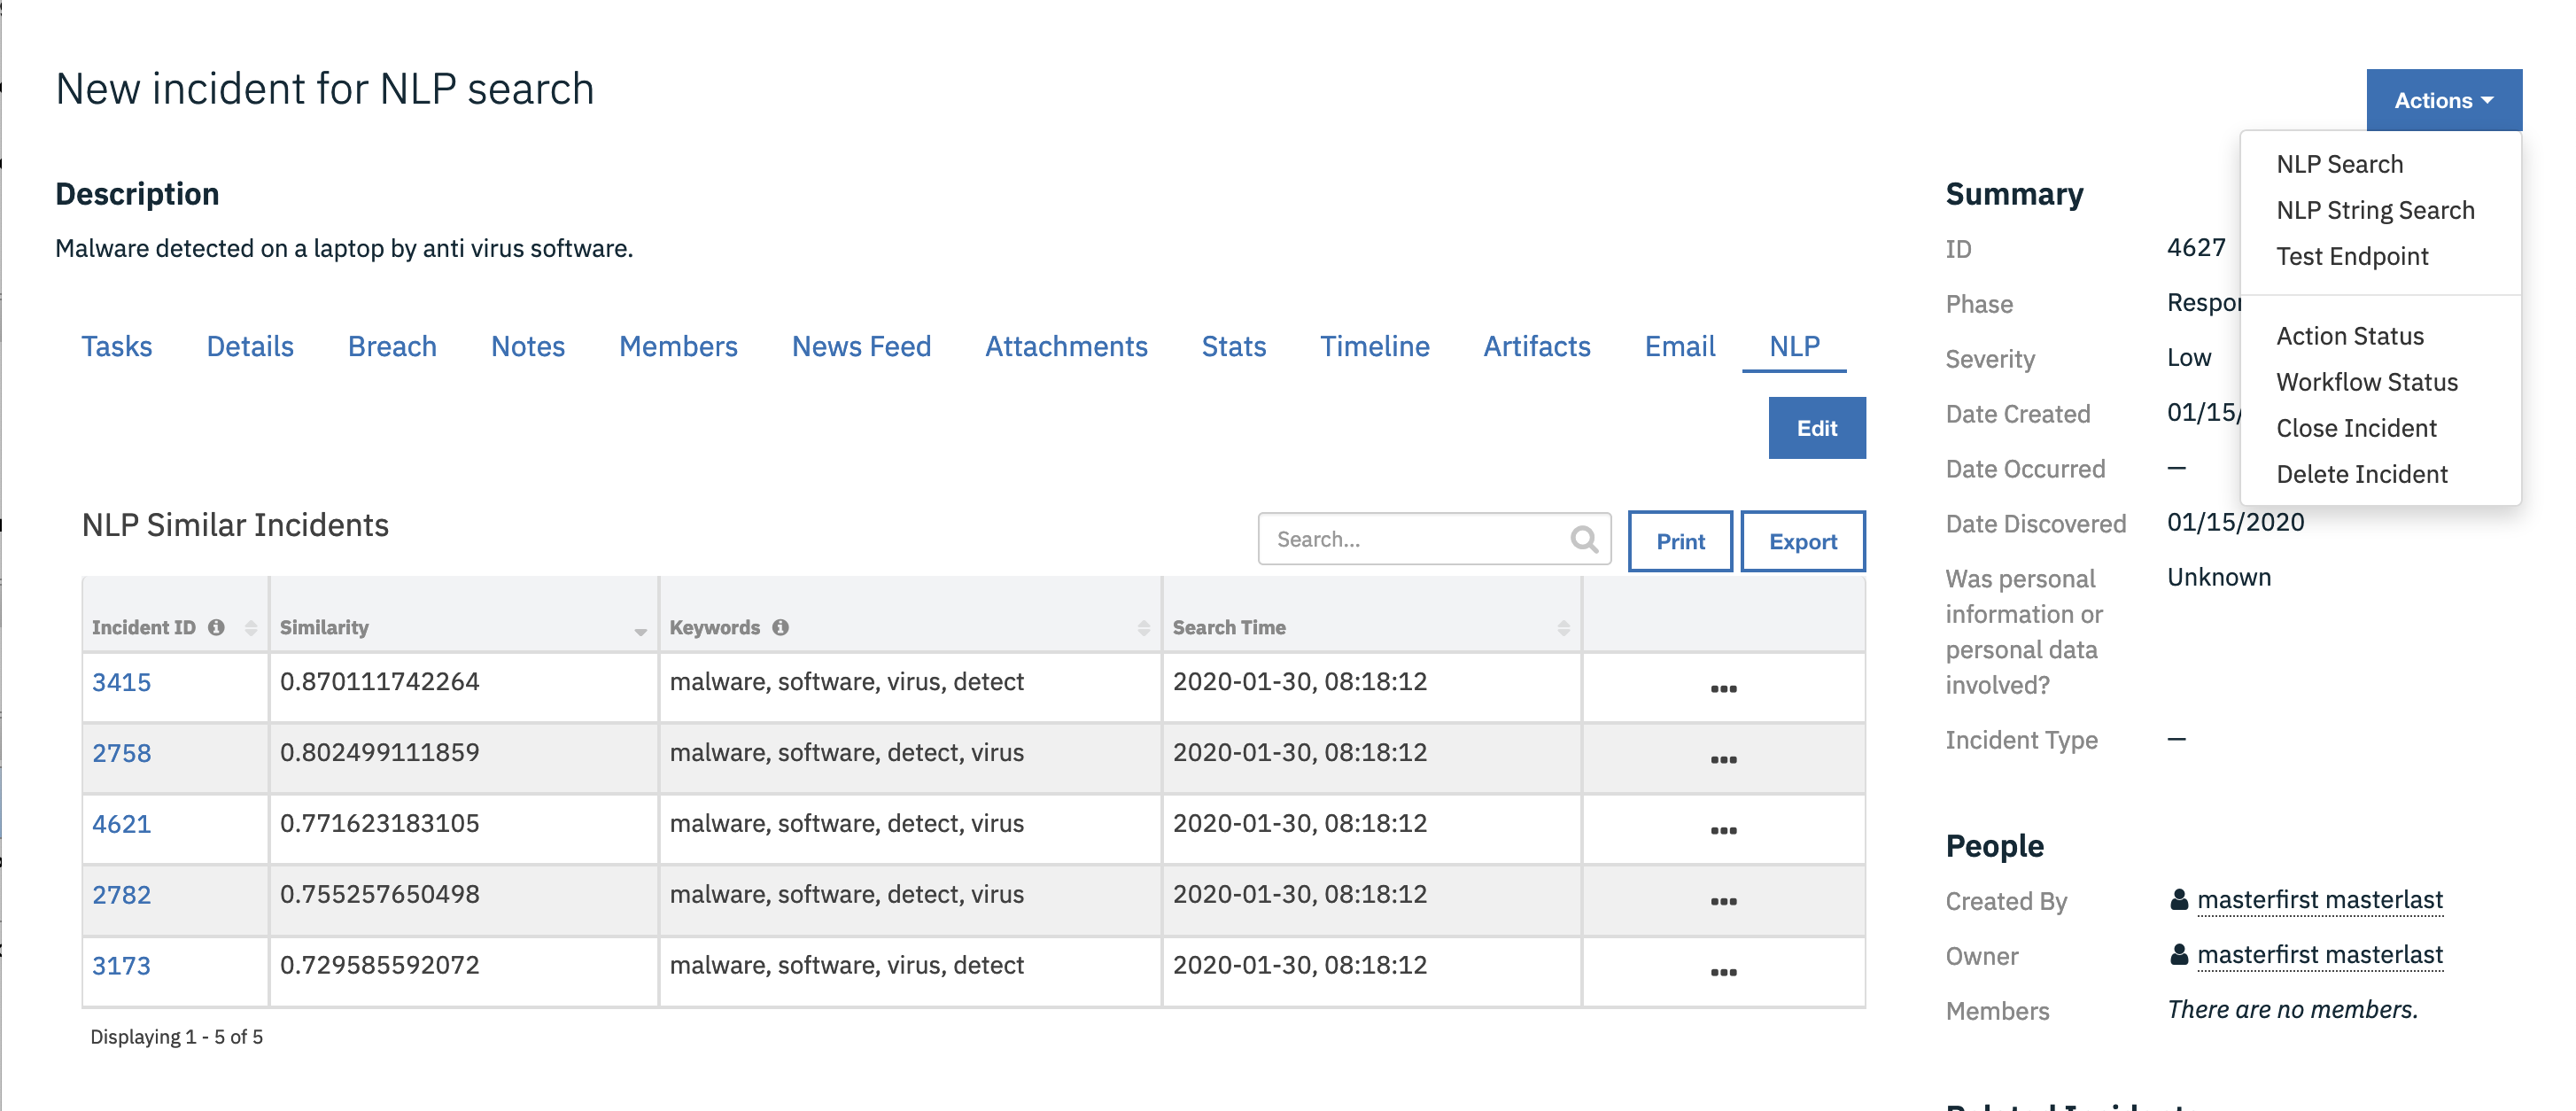 New incident for NLP search
Actions
NLP Search
NLP String Search
Test Endpoint
Action Status
Workflow Status
Close Incident
Delete Incident
Description
Malware detected on a laptop by anti virus software.
Tasks Details Breach Notes Members News Feed Attachments Stats Timeline Artifacts Email NLP
Edit
NLP Similar Incidents
Search...
Print
Export
Incident ID Similarity Keywords Search Time
3415 0.870111742264 malware, software, virus, detect 2020-01-30, 08:18:12
2758 0.802499111859 malware, software, detect, virus 2020-01-30, 08:18:12
4621 0.771623183105 malware, software, detect, virus 2020-01-30, 08:18:12
2782 0.755257650498 malware, software, detect, virus 2020-01-30, 08:18:12
3173 0.729585592072 malware, software, virus, detect 2020-01-30, 08:18:12
Displaying 1 - 5 of 5
Summary
ID 4627
Phase Respon
Severity Low
Date Created 01/15/
Date Occurred —
Date Discovered 01/15/2020
Was personal Unknown
information or
personal data
involved?
Incident Type —
People
Created By masterfirst masterlast
Owner masterfirst masterlast
Members There are no members.